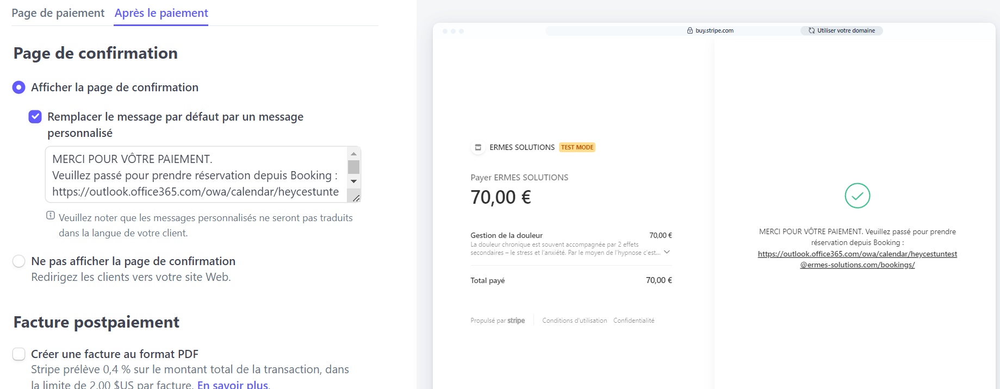 Page de paiement
Après le paiement
Page de confirmation
Afficher la page de confirmation
Remplacer le message par défaut par un message
personnalisé
MERCI POUR VÔTRE PAIEMENT.
Veuillez passé pour prendre réservation depuis Booking :
https://outlook.office365.com/owa/calendar/heycestunte
Veuillez noter que les messages personnalisés ne seront pas traduits
dans la langue de votre client.
Ne pas afficher la page de confirmation
Redirigez les clients vers votre site Web.
Facture postpaiement
Créer une facture au format PDF
Stripe prélève 0,4 % sur le montant total de la transaction, dans
la limite de 2,00 $US par facture. En savoir plus.
buy.stripe.com
Utiliser votre domaine
ERMES SOLUTIONS TEST MODE
Payer ERMES SOLUTIONS
70,00 €
Gestion de la douleur 70,00 €
La douleur chronique est souvent accompagnée par 2 effets
secondaires – le stress et l'anxiété. Par le moyen de l'hypnose c'est...
Total payé 70,00 €
Propulsé par stripe
Conditions d'utilisation Confidentialité
MERCI POUR VÔTRE PAIEMENT. Veuillez passé pour prendre
réservation depuis Booking :
https://outlook.office365.com/owa/calendar/heycestuntest
@ermes-solutions.com/bookings/